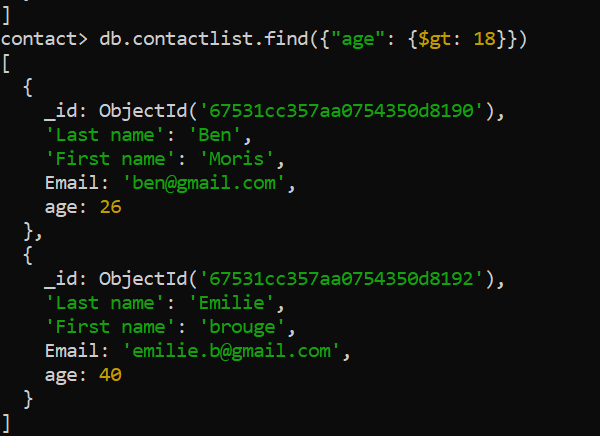 ]
contact> db.contactlist.find({"age": {$gt: 18}})
[
  {
    _id: ObjectId('67531cc357aa0754350d8190'),
    'Last name': 'Ben',
    'First name': 'Moris',
    Email: 'ben@gmail.com',
    age: 26
  },
  {
    _id: ObjectId('67531cc357aa0754350d8192'),
    'Last name': 'Emilie',
    'First name': 'brouge',
    Email: 'emilie.b@gmail.com',
    age: 40
  }
]